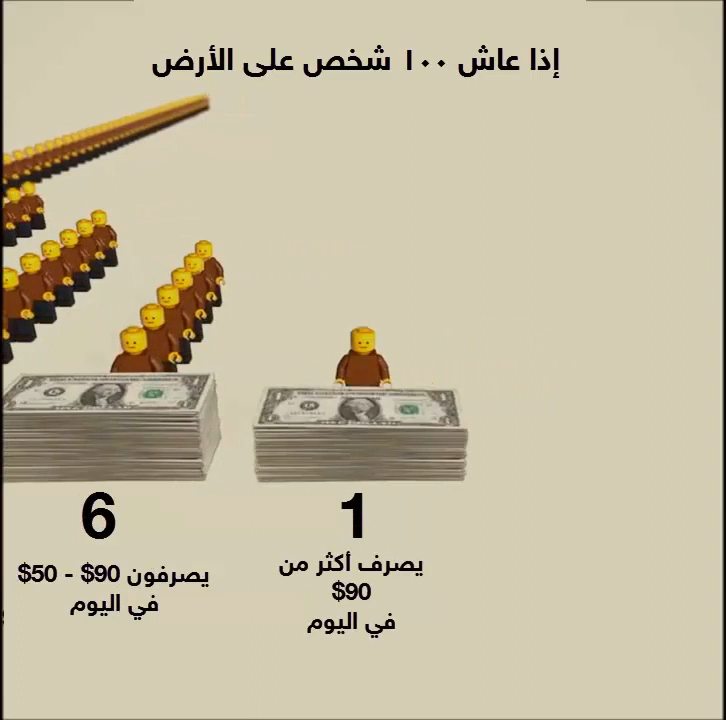 إذا عاش ١٠٠ شخص على الأرض
1
يصرف أكثر من
$90
في اليوم
6
يصرفون $90 - $50
في اليوم